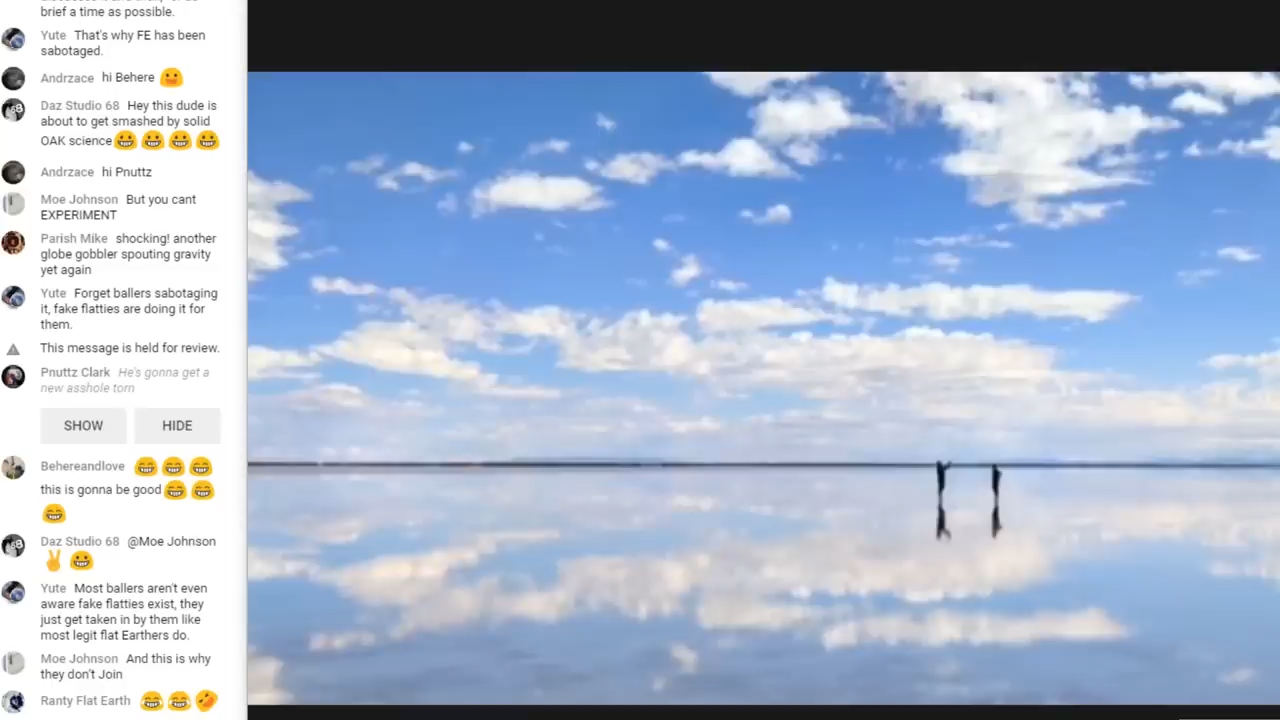 brief a time as possible.
Yute That's why FE has been
sabotaged.
Andrzace hi Behere
Daz Studio 68 Hey this dude is
about to get smashed by solid
OAK science
Andrzace hi Pnuttz
Moe Johnson But you cant
EXPERIMENT
Parish Mike shocking! another
globe gobbler spouting gravity
yet again
Yute Forget ballers sabotaging
it, fake flatties are doing it for
them.
This message is held for review.
Pnuttz Clark He's gonna get a
new asshole torn
SHOW HIDE
Behereandlove
this is gonna be good
Daz Studio 68 @Moe Johnson
Yute Most ballers aren't even
aware fake flatties exist, they
just get taken in by them like
most legit flat Earthers do.
Moe Johnson And this is why
they don't Join
Ranty Flat Earth